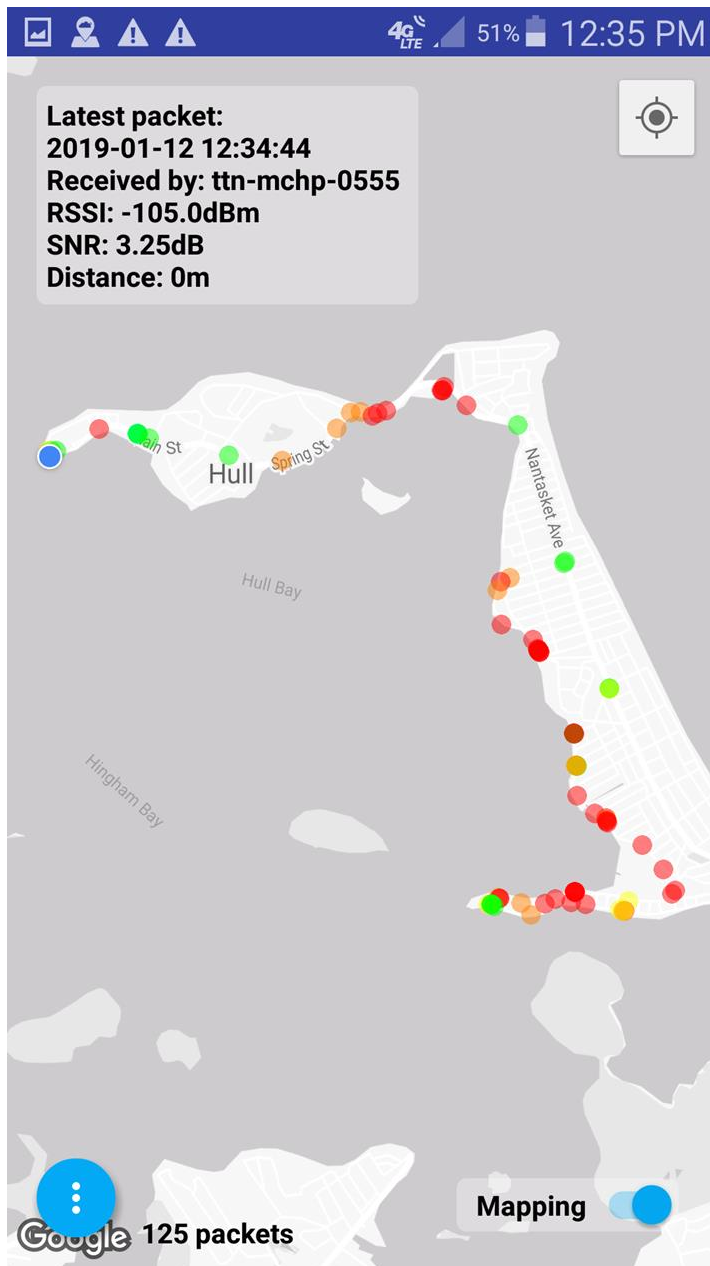 4G LTE 51% 12:35 PM
Latest packet:
2019-01-12 12:34:44
Received by: ttn-mchp-0555
RSSI: -105.0dBm
SNR: 3.25dB
Distance: 0m
ain St
Hull
Spring St
Nantasket Ave
Hull Bay
Hingham Bay
Mapping
Google
125 packets